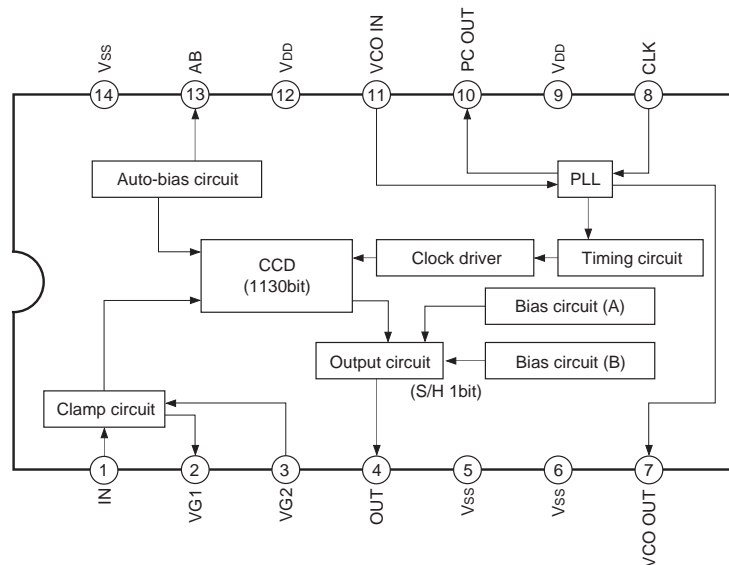 VSS
AB
VDD
VCO IN
PC OUT
VDD
CLK
14
13
12
11
10
9
8
Auto-bias circuit
PLL
CCD
(1130bit)
Clock driver
Timing circuit
Bias circuit (A)
Output circuit
Bias circuit (B)
(S/H 1bit)
Clamp circuit
1
2
3
4
5
6
7
IN
VG1
VG2
OUT
VSS
VSS
VCO OUT